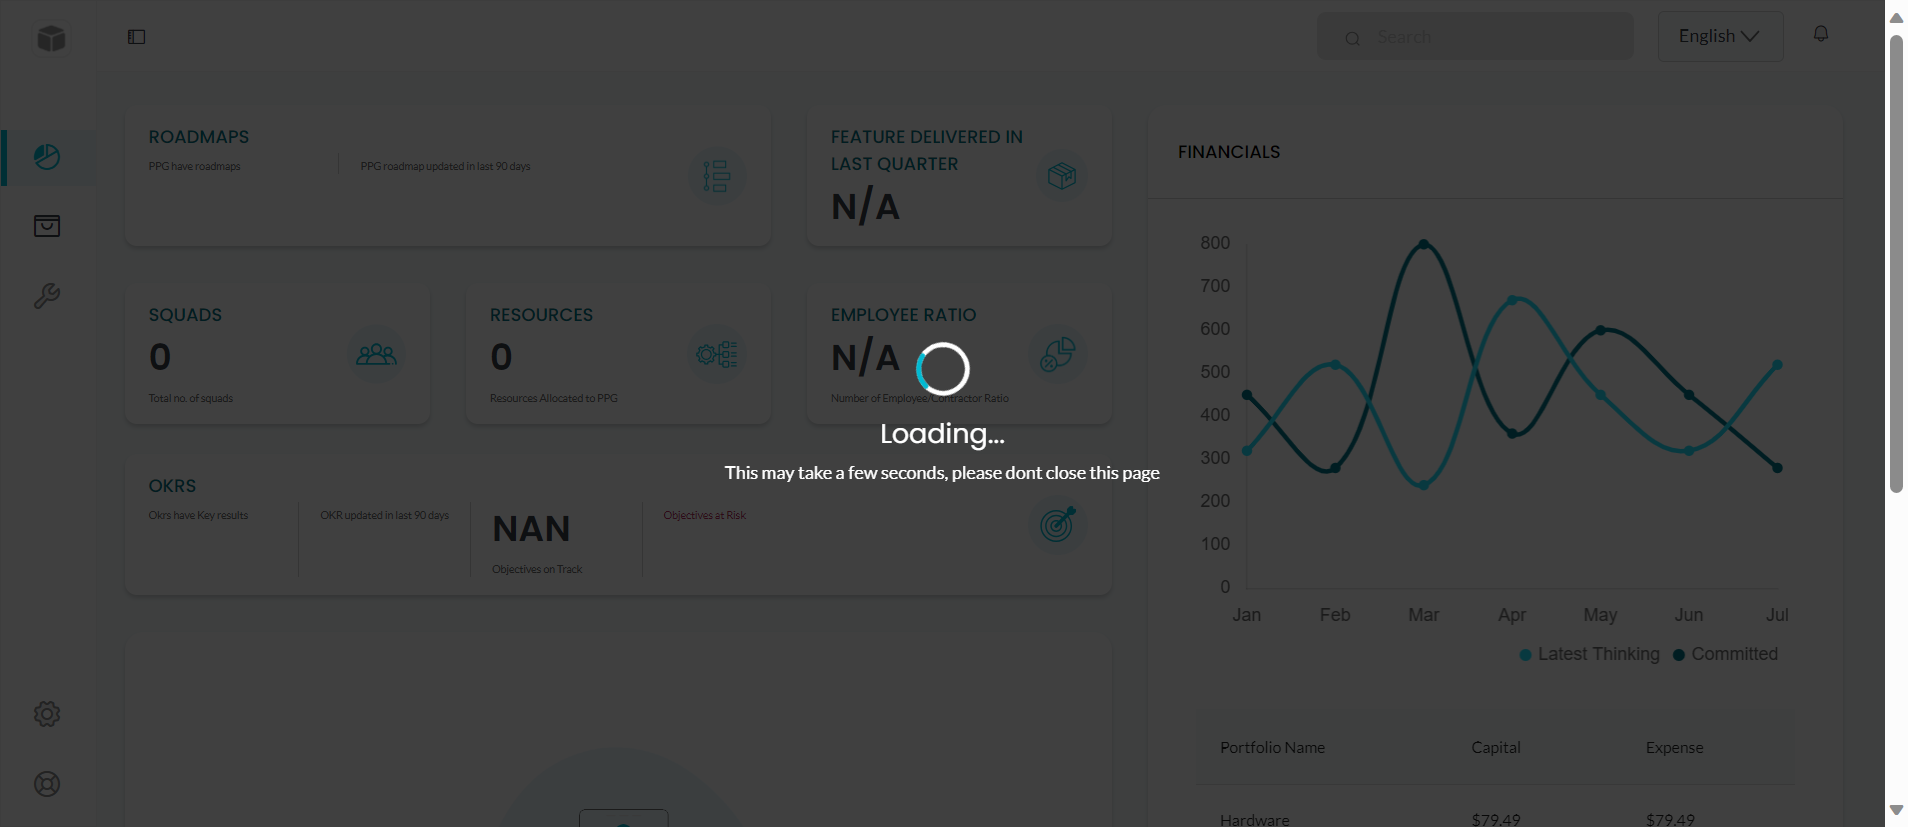 Search
English
ROADMAPS
PPG have roadmaps
PPG roadmap updated in last 90 days
FEATURE DELIVERED IN
LAST QUARTER
N/A
SQUADS
0
Total no. of squads
RESOURCES
0
Resources Allocated to PPG
EMPLOYEE RATIO
N/A
Number of Employee/Contractor Ratio
Loading...
This may take a few seconds, please dont close this page
OKRS
Okrs have Key results
OKR updated in last 90 days
NAN
Objectives on Track
Objectives at Risk
FINANCIALS
800
700
600
500
400
300
200
100
0
Jan Feb Mar Apr May Jun Jul
Latest Thinking Committed
Portfolio Name Capital Expense
Hardware $79.49 $79.49